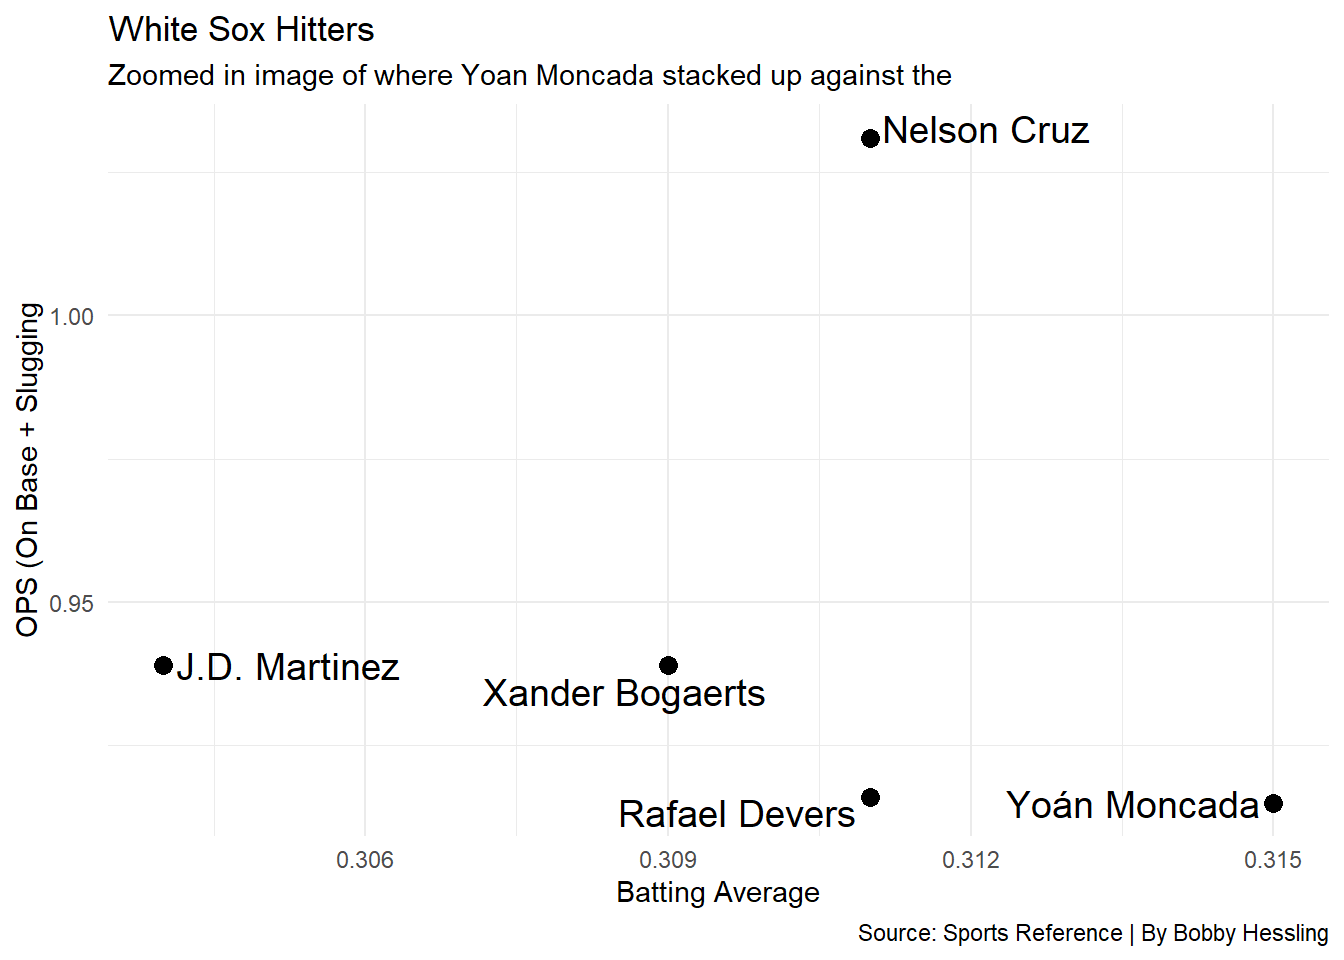 White Sox Hitters
Zoomed in image of where Yoan Moncada stacked up against the
Nelson Cruz
OPS (On Base + Slugging
1.00
0.95
J.D. Martinez
Xander Bogaerts
Rafael Devers
Yoán Moncada
0.306
0.309
0.312
0.315
Batting Average
Source: Sports Reference | By Bobby Hessling